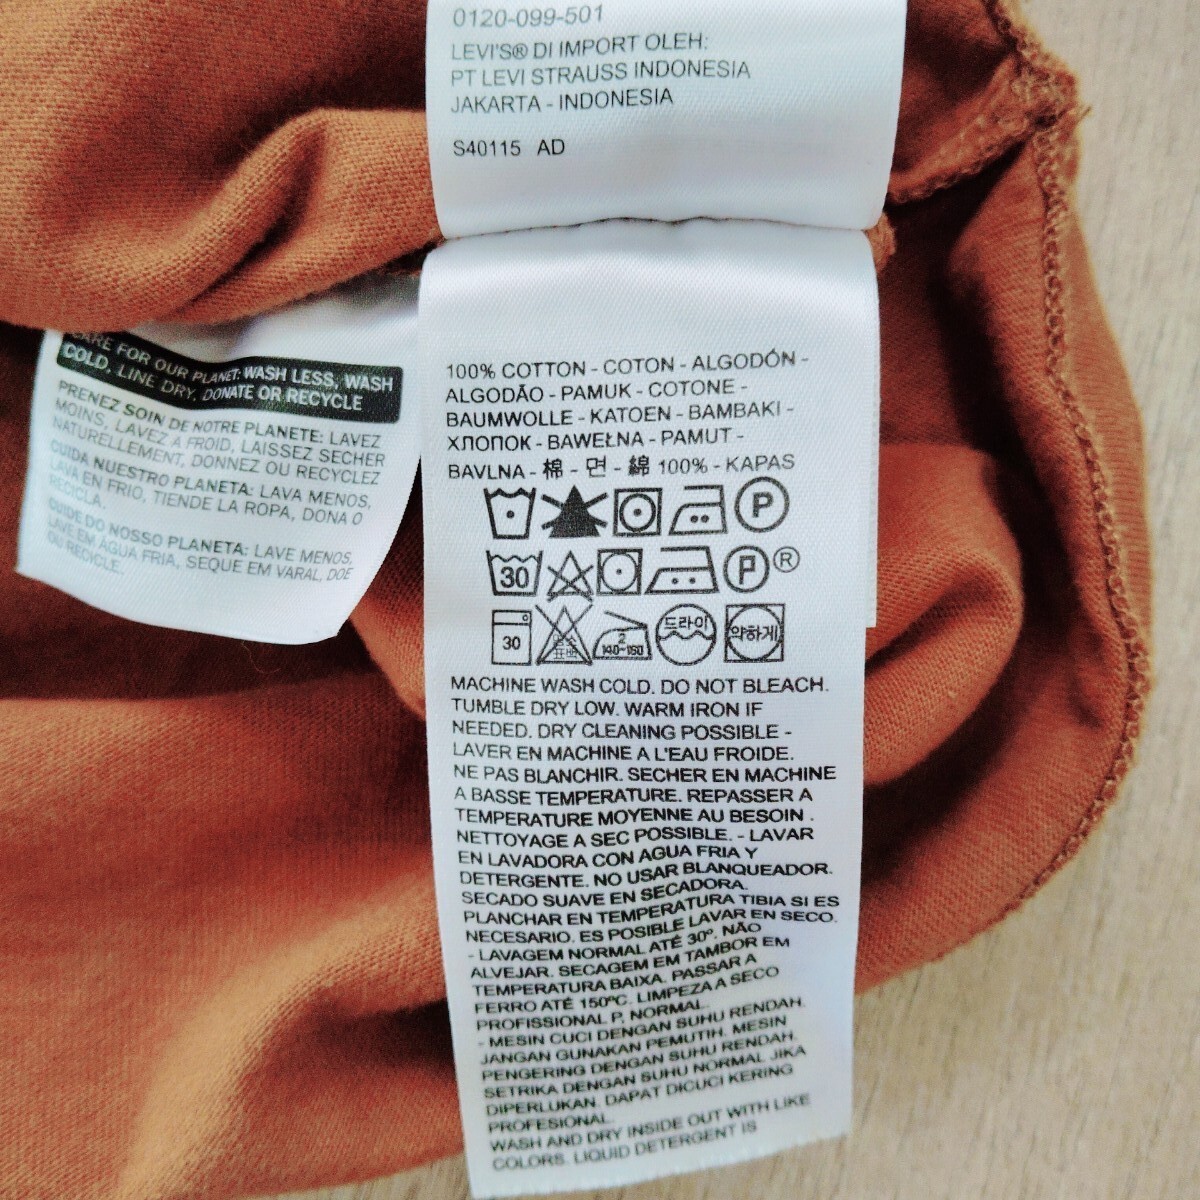 0120-099-501
LEVI'S® DI IMPORT OLEH:
PT LEVI STRAUSS INDONESIA
JAKARTA - INDONESIA
S40115 AD
CARE FOR OUR PLANET: WASH LESS, WASH
COLD, LINE DRY, DONATE OR RECYCLE
PRENEZ SOIN DE NOTRE PLANETE: LAVEZ
MOINS, LAVEZ A FROID, LAISSEZ SECHER
NATURELLEMENT, DONNEZ OU RECYCLEZ
CUIDA NUESTRO PLANETA: LAVA MENOS,
LAVA EN FRIO, TIENDE LA ROPA, DONA O
RECICLA.
CUIDE DO NOSSO PLANETA: LAVE MENOS,
LAVE EM ÁGUA FRIA, SEQUE EM VARAL, DOE
OU RECICLE.
100% COTTON - COTON - ALGODÓN -
ALGODÃO - PAMUK - COTONE -
BAUMWOLLE - KATOEN - BAMBAKI -
ХЛОПОК - BAWEŁNA - PAMUT -
BAVLNA - 棉 - 면 - 綿 100% - KAPAS
P
30 P ®
30 염소 표백 2 140-160 드라이 약하게
MACHINE WASH COLD. DO NOT BLEACH.
TUMBLE DRY LOW. WARM IRON IF
NEEDED. DRY CLEANING POSSIBLE -
LAVER EN MACHINE A L'EAU FROIDE.
NE PAS BLANCHIR. SECHER EN MACHINE
A BASSE TEMPERATURE. REPASSER A
TEMPERATURE MOYENNE AU BESOIN .
NETTOYAGE A SEC POSSIBLE. - LAVAR
EN LAVADORA CON AGUA FRIA Y
DETERGENTE. NO USAR BLANQUEADOR.
SECADO SUAVE EN SECADORA.
PLANCHAR EN TEMPERATURA TIBIA SI ES
NECESARIO. ES POSIBLE LAVAR EN SECO.
- LAVAGEM NORMAL ATÉ 30º. NÃO
ALVEJAR. SECAGEM EM TAMBOR EM
TEMPERATURA BAIXA. PASSAR A
FERRO ATÉ 150ºC. LIMPEZA A SECO
PROFISSIONAL P, NORMAL.
- MESIN CUCI DENGAN SUHU RENDAH.
JANGAN GUNAKAN PEMUTIH. MESIN
PENGERING DENGAN SUHU RENDAH.
SETRIKA DENGAN SUHU NORMAL JIKA
DIPERLUKAN. DAPAT DICUCI KERING
PROFESIONAL.
WASH AND DRY INSIDE OUT WITH LIKE
COLORS. LIQUID DETERGENT IS